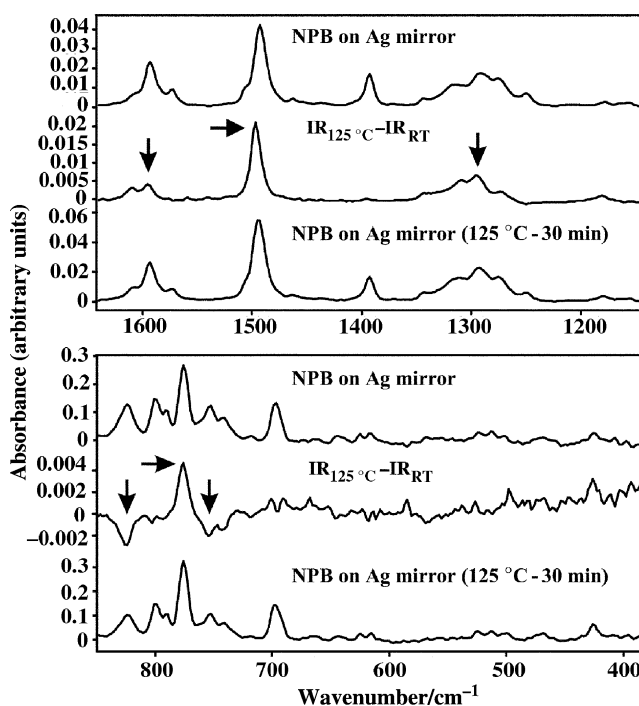 0.04
NPB on Ag mirror
0.03
0.02
0.01
0
0.02
IR125 °C–IRRT
0.015
0.01
0.005
0
0.06
NPB on Ag mirror (125 °C - 30 min)
0.04
0.02
0
1600 1500 1400 1300 1200
Absorbance (arbitrary units)
0.3
NPB on Ag mirror
0.2
0.1
0
0.004
IR125 °C–IRRT
0.002
0
−0.002
0.3
NPB on Ag mirror (125 °C - 30 min)
0.2
0.1
0
800 700 600 500 400
Wavenumber/cm−1